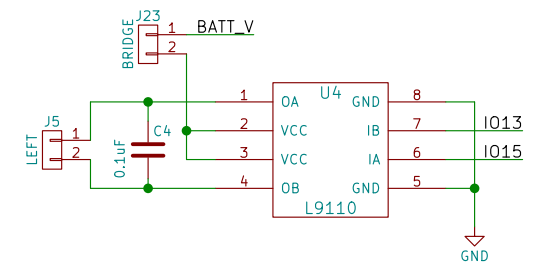 J23
BRIDGE
1 BATT_V
2
J5
LEFT
1
2
C4
0.1uF
U4
1 OA GND 8
2 VCC IB 7 IO13
3 VCC IA 6 IO15
4 OB GND 5
L9110
GND